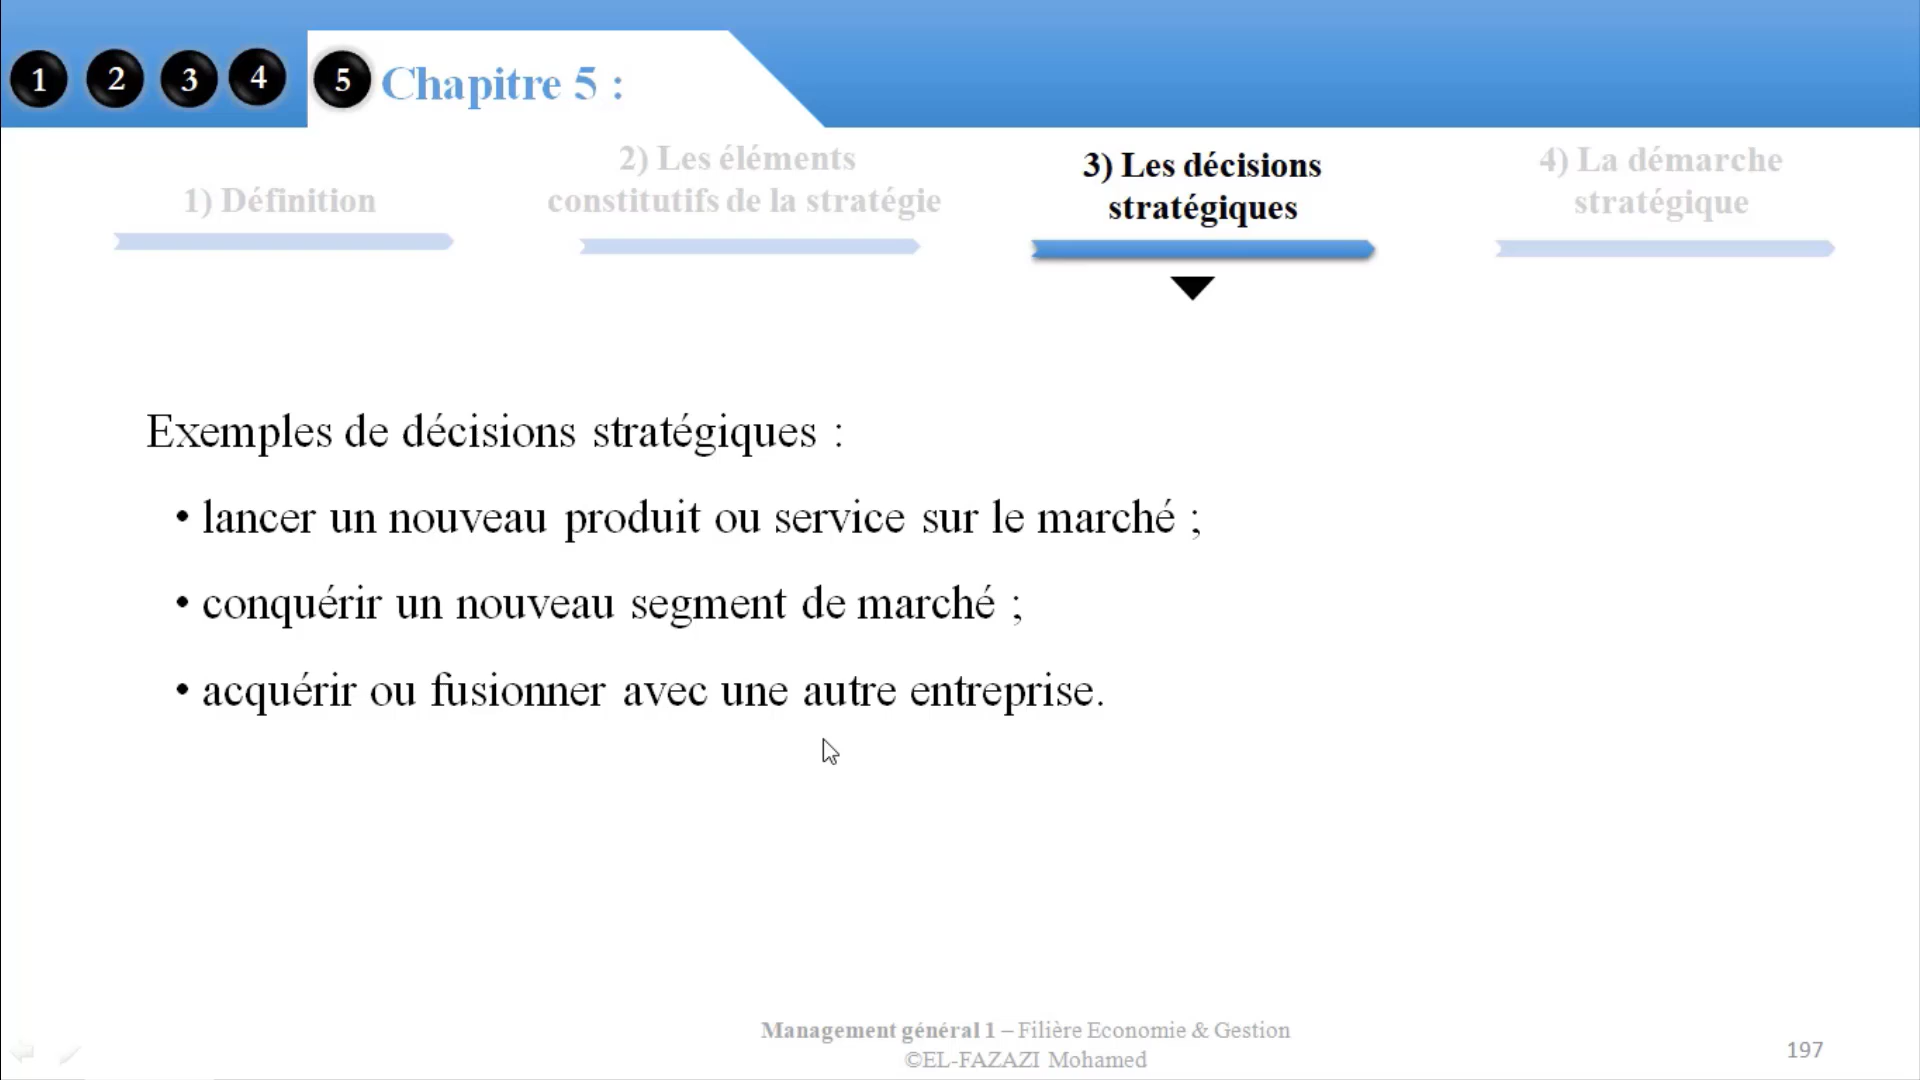 1 2 3 4 5 Chapitre 5 :
1) Définition
2) Les éléments
constitutifs de la stratégie
3) Les décisions
stratégiques
4) La démarche
stratégique
Exemples de décisions stratégiques :
• lancer un nouveau produit ou service sur le marché ;
• conquérir un nouveau segment de marché ;
• acquérir ou fusionner avec une autre entreprise.
Management général 1 – Filière Economie & Gestion
©EL-FAZAZI Mohamed
197